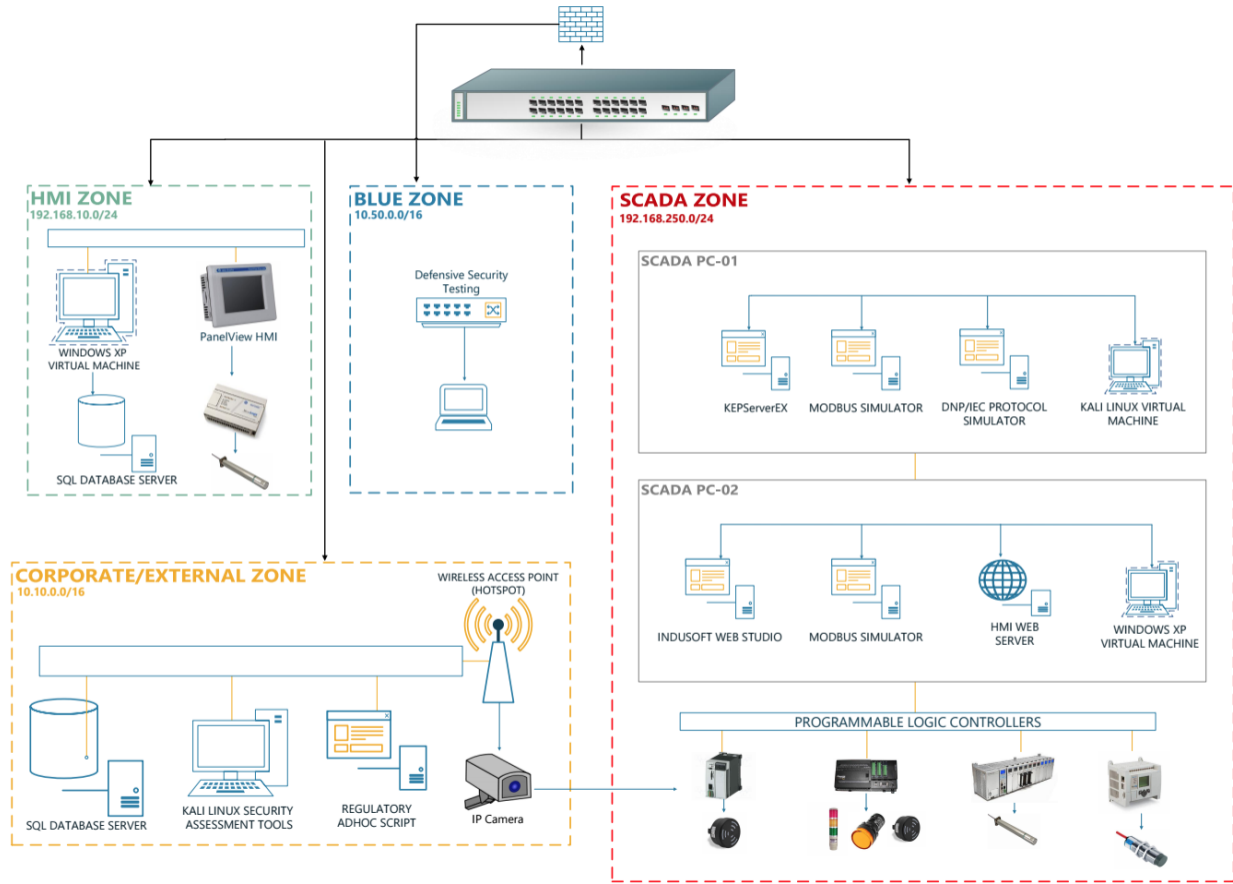 HMI ZONE
192.168.10.0/24
WINDOWS XP
VIRTUAL MACHINE
PanelView HMI
SQL DATABASE SERVER
BLUE ZONE
10.50.0.0/16
Defensive Security
Testing
SCADA ZONE
192.168.250.0/24
SCADA PC-01
KEPServerEX
MODBUS SIMULATOR
DNP/IEC PROTOCOL
SIMULATOR
KALI LINUX VIRTUAL
MACHINE
SCADA PC-02
INDUSOFT WEB STUDIO
MODBUS SIMULATOR
HMI WEB
SERVER
WINDOWS XP
VIRTUAL MACHINE
PROGRAMMABLE LOGIC CONTROLLERS
CORPORATE/EXTERNAL ZONE
10.10.0.0/16
WIRELESS ACCESS POINT
(HOTSPOT)
SQL DATABASE SERVER
KALI LINUX SECURITY
ASSESSMENT TOOLS
REGULATORY
ADHOC SCRIPT
IP Camera